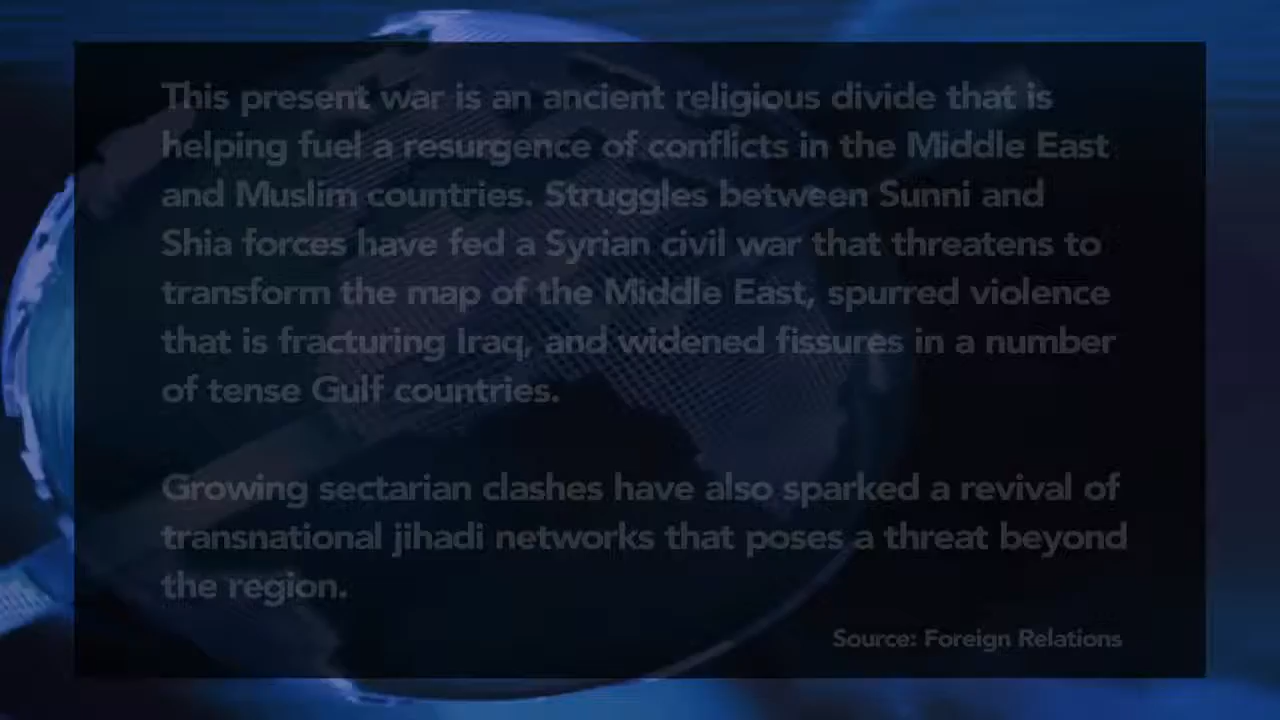 This present war is an ancient religious divide that is
helping fuel a resurgence of conflicts in the Middle East
and Muslim countries. Struggles between Sunni and
Shia forces have fed a Syrian civil war that threatens to
transform the map of the Middle East, spurred violence
that is fracturing Iraq, and widened fissures in a number
of tense Gulf countries.
Growing sectarian clashes have also sparked a revival of
transnational jihadi networks that poses a threat beyond
the region.
Source: Foreign Relations